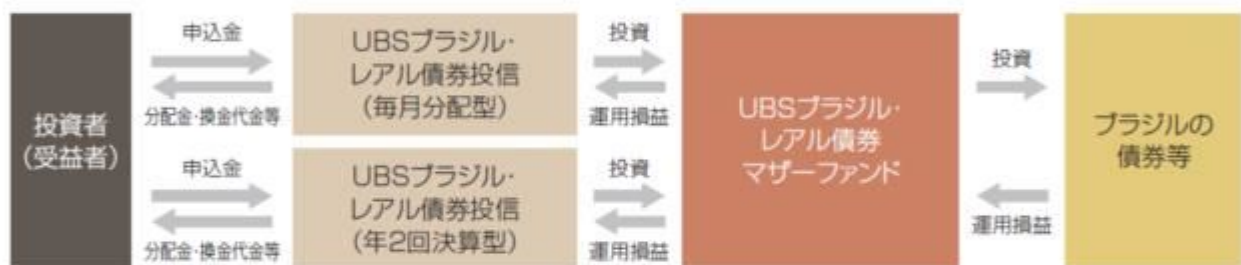 投資者
(受益者)
申込金
分配金・換金代金等
UBSブラジル・
レアル債券投信
(毎月分配型)
投資
運用損益
申込金
分配金・換金代金等
UBSブラジル・
レアル債券投信
(年2回決算型)
投資
運用損益
UBSブラジル・
レアル債券
マザーファンド
投資
運用損益
ブラジルの
債券等